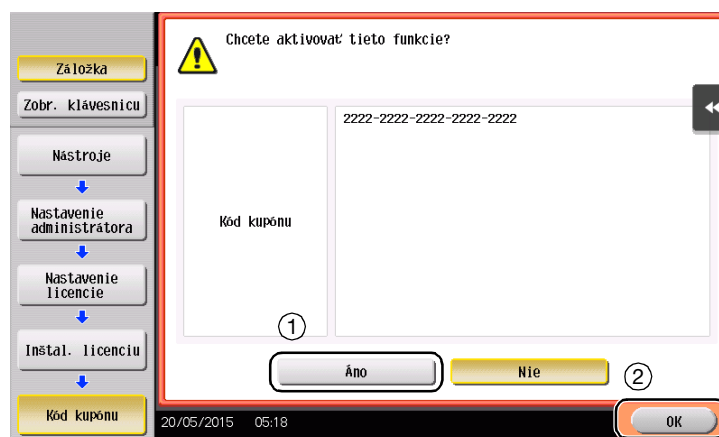 Záložka
Zobr. klávesnicu
Nástroje
Nastavenie
administrátora
Nastavenie
licencie
Inštal. licenciu
Kód kupónu
Chcete aktivovať tieto funkcie?
Kód kupónu
2222-2222-2222-2222-2222
1
Áno
Nie
2
20/05/2015 05:18
OK